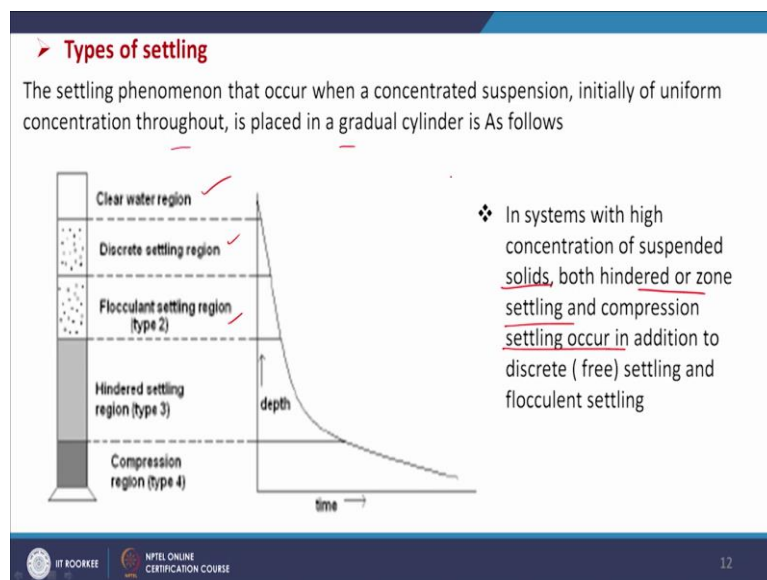 Types of settling
The settling phenomenon that occur when a concentrated suspension, initially of uniform
concentration throughout, is placed in a gradual cylinder is As follows
Clear water region
Discrete settling region
Flocculant settling region
(type 2)
Hindered settling
region (type 3)
Compression
region (type 4)
depth
time
In systems with high
concentration of suspended
solids, both hindered or zone
settling and compression
settling occur in addition to
discrete ( free) settling and
flocculent settling
IIT ROORKEE
NPTEL ONLINE
CERTIFICATION COURSE
12